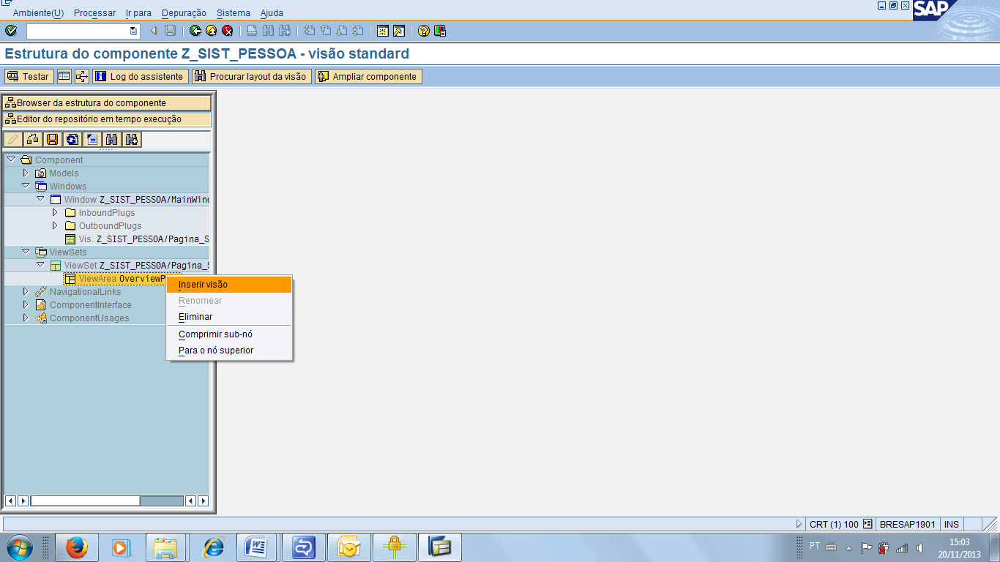 Ambiente(U) Processar Ir para Depuração Sistema Ajuda
SAP
Estrutura do componente Z_SIST_PESSOA - visão standard
Testar Log do assistente Procurar layout da visão Ampliar componente
Browser da estrutura do componente
Editor do repositório em tempo execução
Component
Models
Windows
Window Z_SIST_PESSOA/MainWind
InboundPlugs
OutboundPlugs
Vis. Z_SIST_PESSOA/Pagina_S
ViewSets
ViewSet Z_SIST_PESSOA/Pagina_S
ViewArea OverviewP
NavigationalLinks
ComponentInterface
ComponentUsages
Inserir visão
Renomear
Eliminar
Comprimir sub-nó
Para o nó superior
CRT (1) 100 BRESAP1901 INS
PT
15:03
20/11/2013